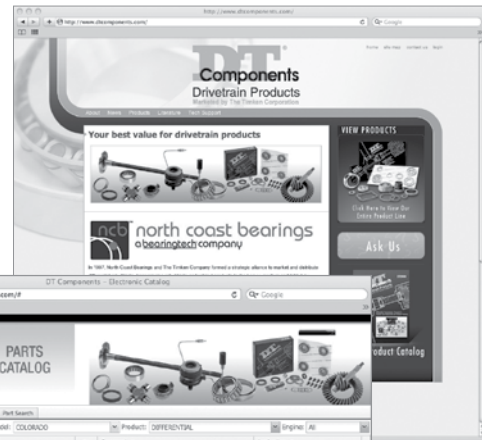 http://www.dtcomponents.com/
http://www.dtcomponents.com/
Google
home site map contact us login
DT
Components
Drivetrain Products
Marketed by The Timken Corporation
About News Products Literature Tech Support
Your best value for drivetrain products
VIEW PRODUCTS
Click Here to View Our
Entire Product Line
ncb north coast bearings
a bearingtech company
In 1997, North Coast Bearings and The Timken Company formed a strategic alliance to market and distribute
Ask Us
Product Catalog
DT Components - Electronic Catalog
com/#
Google
PARTS
CATALOG
Part Search
del: COLORADO
Product: DIFFERENTIAL
Engine: All